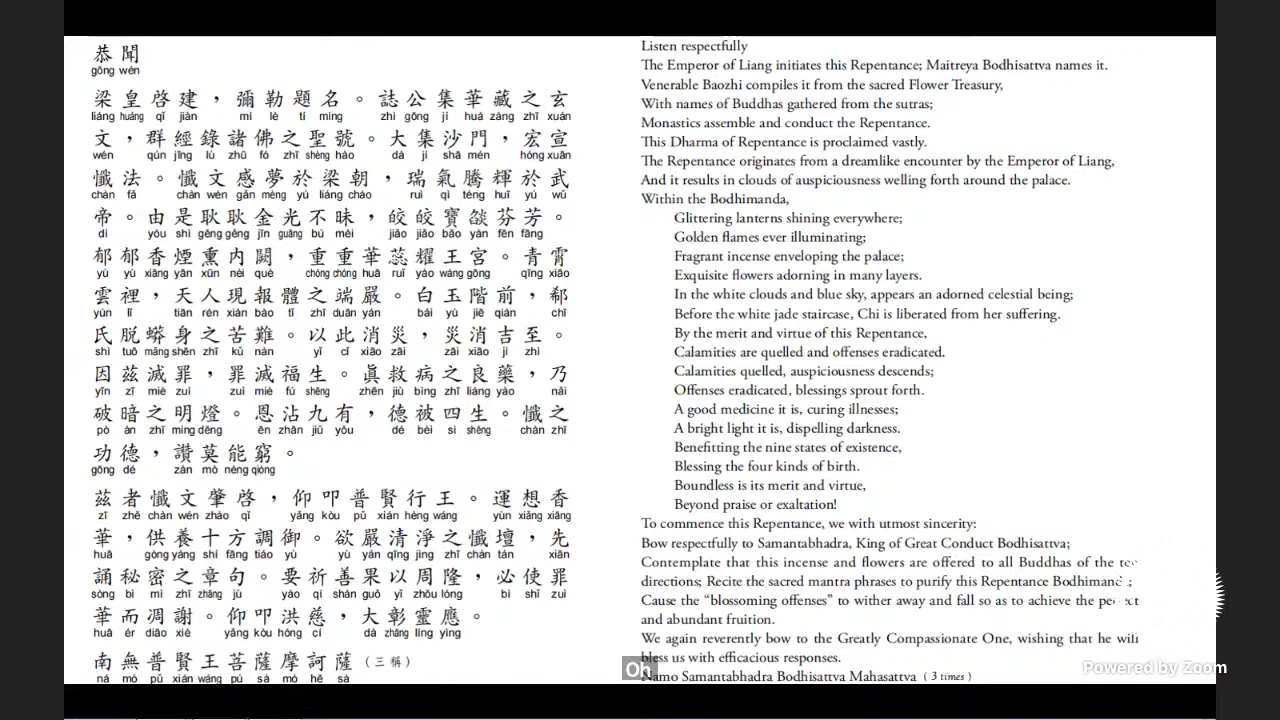 恭聞
gōng wén
梁皇啓建，彌勒題名。誌公集華藏之玄
liáng huáng qǐ jiàn mí lè tí míng zhì gōng jí huá zàng zhī xuán
文，群經錄諸佛之聖號。大集沙門，宏宣
wén qún jīng lù zhū fó zhī shèng hào dà jí shā mén hóng xuān
懺法。懺文感夢於梁朝，瑞氣騰輝於武
chàn fǎ chàn wén gǎn mèng yú liáng cháo ruì qì téng huī yú wǔ
帝。由是耿耿金光不昧，皎皎寶燄芬芳。
dì yóu shì gěng gěng jīn guāng bú mèi jiǎo jiǎo bǎo yàn fēn fāng
郁郁香煙熏内闕，重重華蕊耀王宮。青霄
yù yù xiāng yān xūn nèi què chóng chóng huā ruǐ yào wáng gōng qīng xiāo
雲裡，天人現報體之端嚴。白玉階前，郗
yún lǐ tiān rén xiàn bào tǐ zhī duān yán bái yù jiē qián chī
氏脱蟒身之苦難。以此消災，災消吉至。
shì tuō mǎng shēn zhī kǔ nàn yǐ cǐ xiāo zāi zāi xiāo jí zhì
因茲滅罪，罪滅福生。眞救病之良藥，乃
yīn zī miè zuì zuì miè fú shēng zhēn jiù bìng zhī liáng yào nǎi
破暗之明燈。恩沾九有，德被四生。懺之
pò àn zhī míng dēng ēn zhān jiǔ yǒu dé bèi sì shēng chàn zhī
功德，讚莫能窮。
gōng dé zàn mò néng qióng
茲者懺文肇啓，仰叩普賢行王。運想香
zī zhě chàn wén zhào qǐ yǎng kòu pǔ xián hèng wáng yùn xiǎng xiāng
華，供養十方調御。欲嚴清淨之懺壇，先
huā gòng yàng shí fāng tiáo yù yù yán qīng jìng zhī chàn tán xiān
誦秘密之章句。要祈善果以周隆，必使罪
sòng bì mì zhī zhāng jù yào qí shàn guǒ yǐ zhōu lóng bì shǐ zuì
華而凋謝。仰叩洪慈，大彰靈應。
huā ér diāo xiè yǎng kòu hóng cí dà zhāng líng yìng
南無普賢王菩薩摩訶薩（三稱）
ná mó pǔ xián wáng pú sà mó hē sà
Listen respectfully
The Emperor of Liang initiates this Repentance; Maitreya Bodhisattva names it.
Venerable Baozhi compiles it from the sacred Flower Treasury,
With names of Buddhas gathered from the sutras;
Monastics assemble and conduct the Repentance.
This Dharma of Repentance is proclaimed vastly.
The Repentance originates from a dreamlike encounter by the Emperor of Liang,
And it results in clouds of auspiciousness welling forth around the palace.
Within the Bodhimanda,
Glittering lanterns shining everywhere;
Golden flames ever illuminating;
Fragrant incense enveloping the palace;
Exquisite flowers adorning in many layers.
In the white clouds and blue sky, appears an adorned celestial being;
Before the white jade staircase, Chi is liberated from her suffering.
By the merit and virtue of this Repentance,
Calamities are quelled and offenses eradicated.
Calamities quelled, auspiciousness descends;
Offenses eradicated, blessings sprout forth.
A good medicine it is, curing illnesses;
A bright light it is, dispelling darkness.
Benefitting the nine states of existence,
Blessing the four kinds of birth.
Boundless is its merit and virtue,
Beyond praise or exaltation!
To commence this Repentance, we with utmost sincerity:
Bow respectfully to Samantabhadra, King of Great Conduct Bodhisattva;
Contemplate that this incense and flowers are offered to all Buddhas of the
directions; Recite the sacred mantra phrases to purify this Repentance
Cause the “blossoming offenses” to wither away and fall so as to achieve the
and abundant fruition.
We again reverently bow to the Greatly Compassionate One, wishing that he will
bless us with efficacious responses.
Namo Samantabhadra Bodhisattva Mahasattva ( 3 times )
Oh
Powered by Zoom